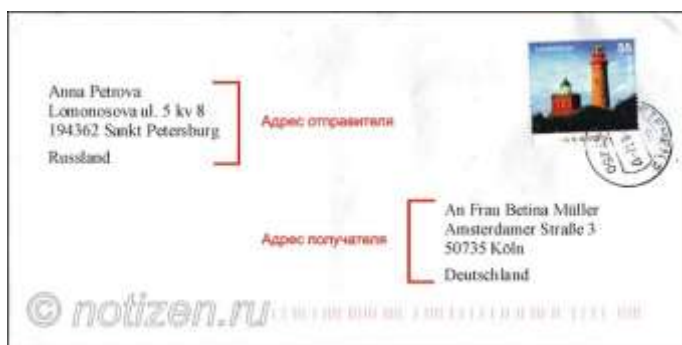 Anna Petrova
Lomonosova ul. 5 kv 8
194362 Sankt Petersburg
Russland
Адрес отправителя
55
An Frau Betina Müller
Amsterdamer Straße 3
50735 Köln
Deutschland
Адрес получателя
© notizen.ru